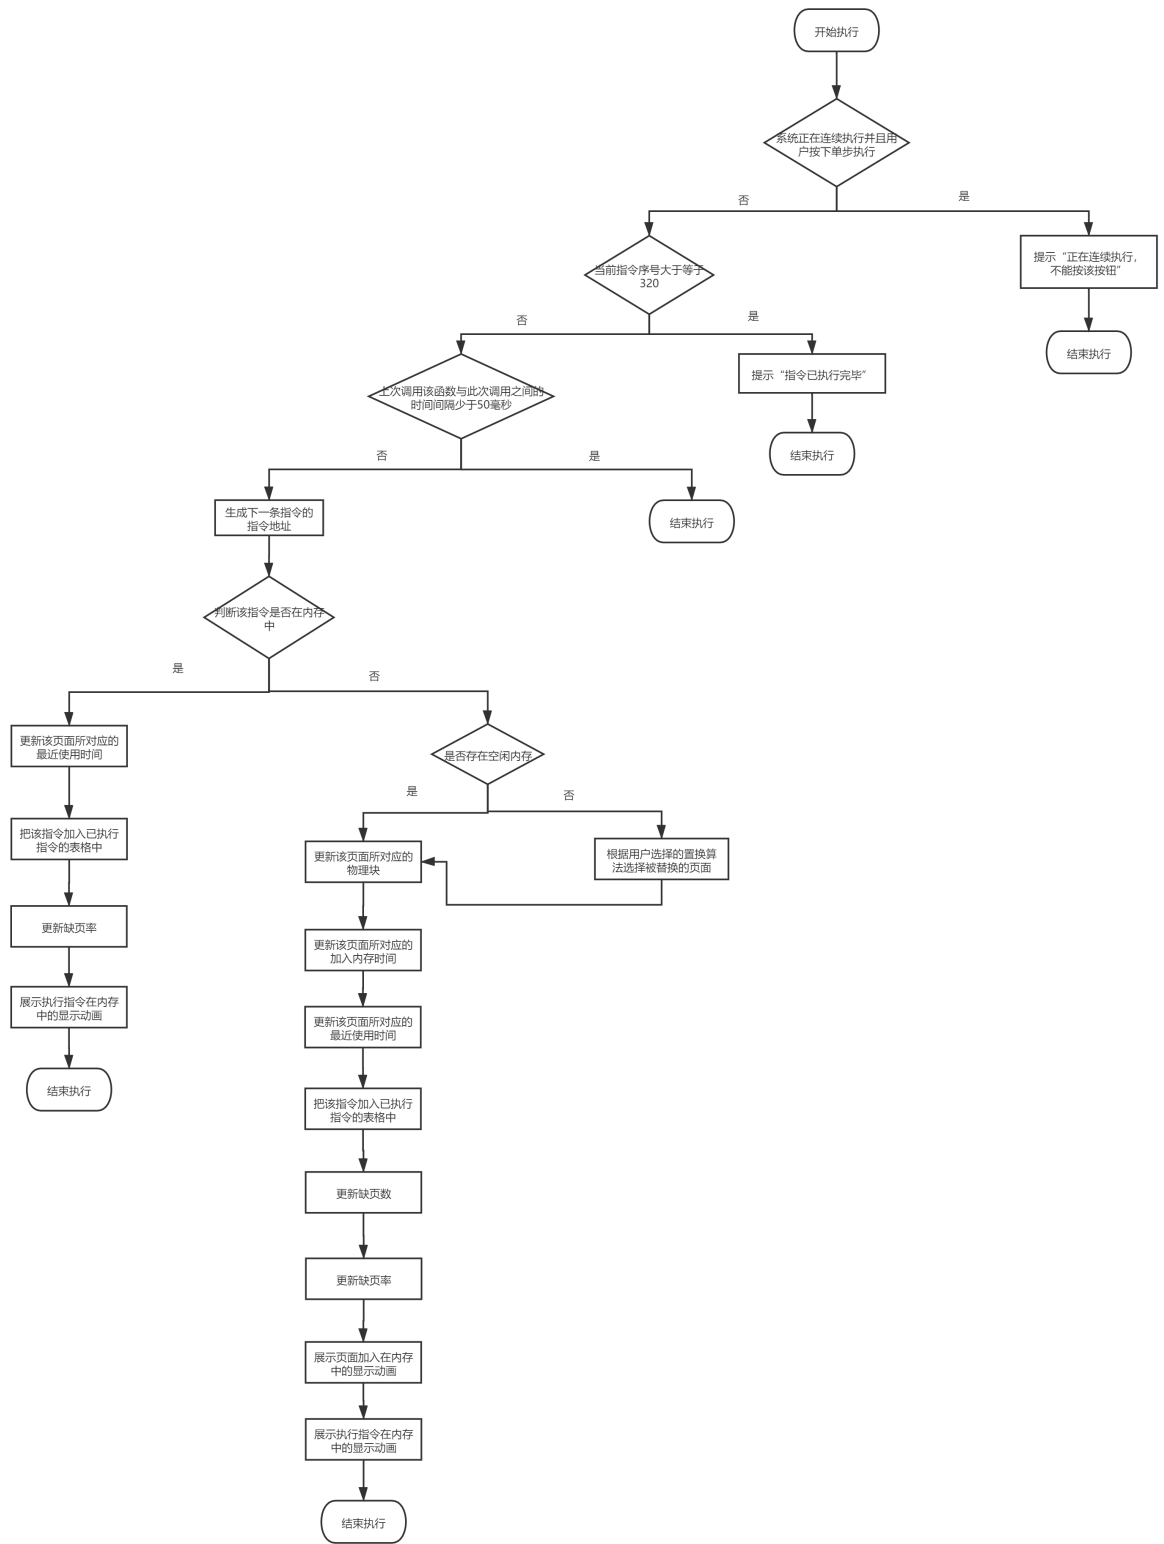 开始执行
系统正在连续执行并且用
户按下单步执行
否
是
当前指令序号大于等于
320
提示“正在连续执行，
不能按该按钮”
否
是
结束执行
上次调用该函数与此次调用之间的
时间间隔少于50毫秒
提示“指令已执行完毕”
否
是
结束执行
生成下一条指令的
指令地址
结束执行
判断该指令是否在内存
中
是
否
更新该页面所对应的
最近使用时间
是否存在空闲内存
是
否
把该指令加入已执行
指令的表格中
更新该页面所对应的
物理块
根据用户选择的置换算
法选择被替换的页面
更新缺页率
更新该页面所对应的
加入内存时间
展示执行指令在内存
中的显示动画
更新该页面所对应的
最近使用时间
结束执行
把该指令加入已执行
指令的表格中
更新缺页数
更新缺页率
展示页面加入在内存
中的显示动画
展示执行指令在内存
中的显示动画
结束执行